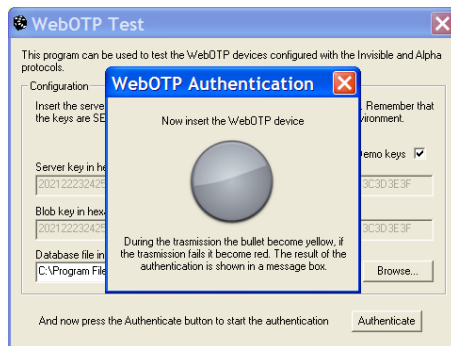 WebOTP Test
This program can be used to test the WebOTP devices configured with the Invisible and Alpha
protocols.
Configuration
Insert the serve
. Remember that
the keys are SE
vironment.
WebOTP Authentication
Now insert the WebOTP device
During the trasmission the bullet become yellow, if
the trasmission fails it become red. The result of the
authentication is shown in a message box.
Demo keys
Server key in he
202122232425
3C3D3E3F
Blob key in hexa
202122232425
3C3D3E3F
Database file in
C:\Program File
Browse...
And now press the Authenticate button to start the authentication
Authenticate